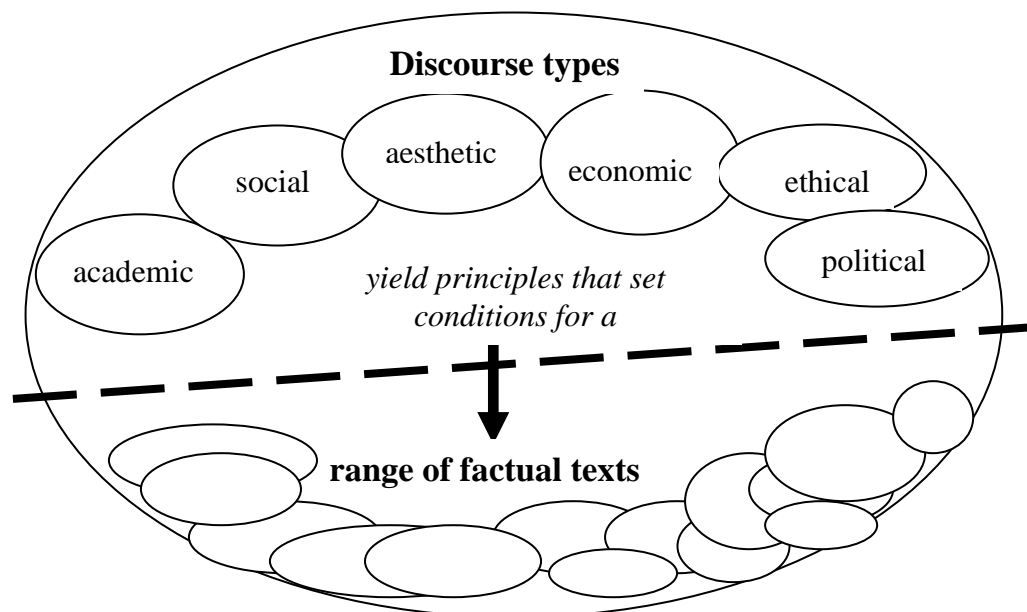 Discourse types
aesthetic
economic
social
ethical
academic
political
yield principles that set
conditions for a
range of factual texts